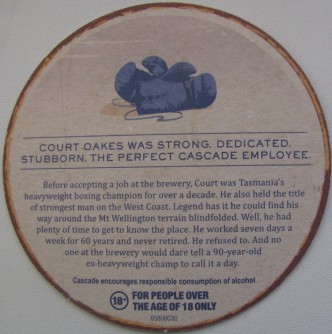 COURT OAKES WAS STRONG. DEDICATED.
STUBBORN. THE PERFECT CASCADE EMPLOYEE.
Before accepting a job at the brewery, Court was Tasmania's
heavyweight boxing champion for over a decade. He also held the title
of strongest man on the West Coast. Legend has it he could find his
way around the Mt Wellington terrain blindfolded. Well, he had
plenty of time to get to know the place. He worked seven days a
week for 60 years and never retired. He refused to. And no
one at the brewery would dare tell a 90-year-old
ex-heavyweight champ to call it a day.
Cascade encourages responsible consumption of alcohol
18+ FOR PEOPLE OVER
THE AGE OF 18 ONLY